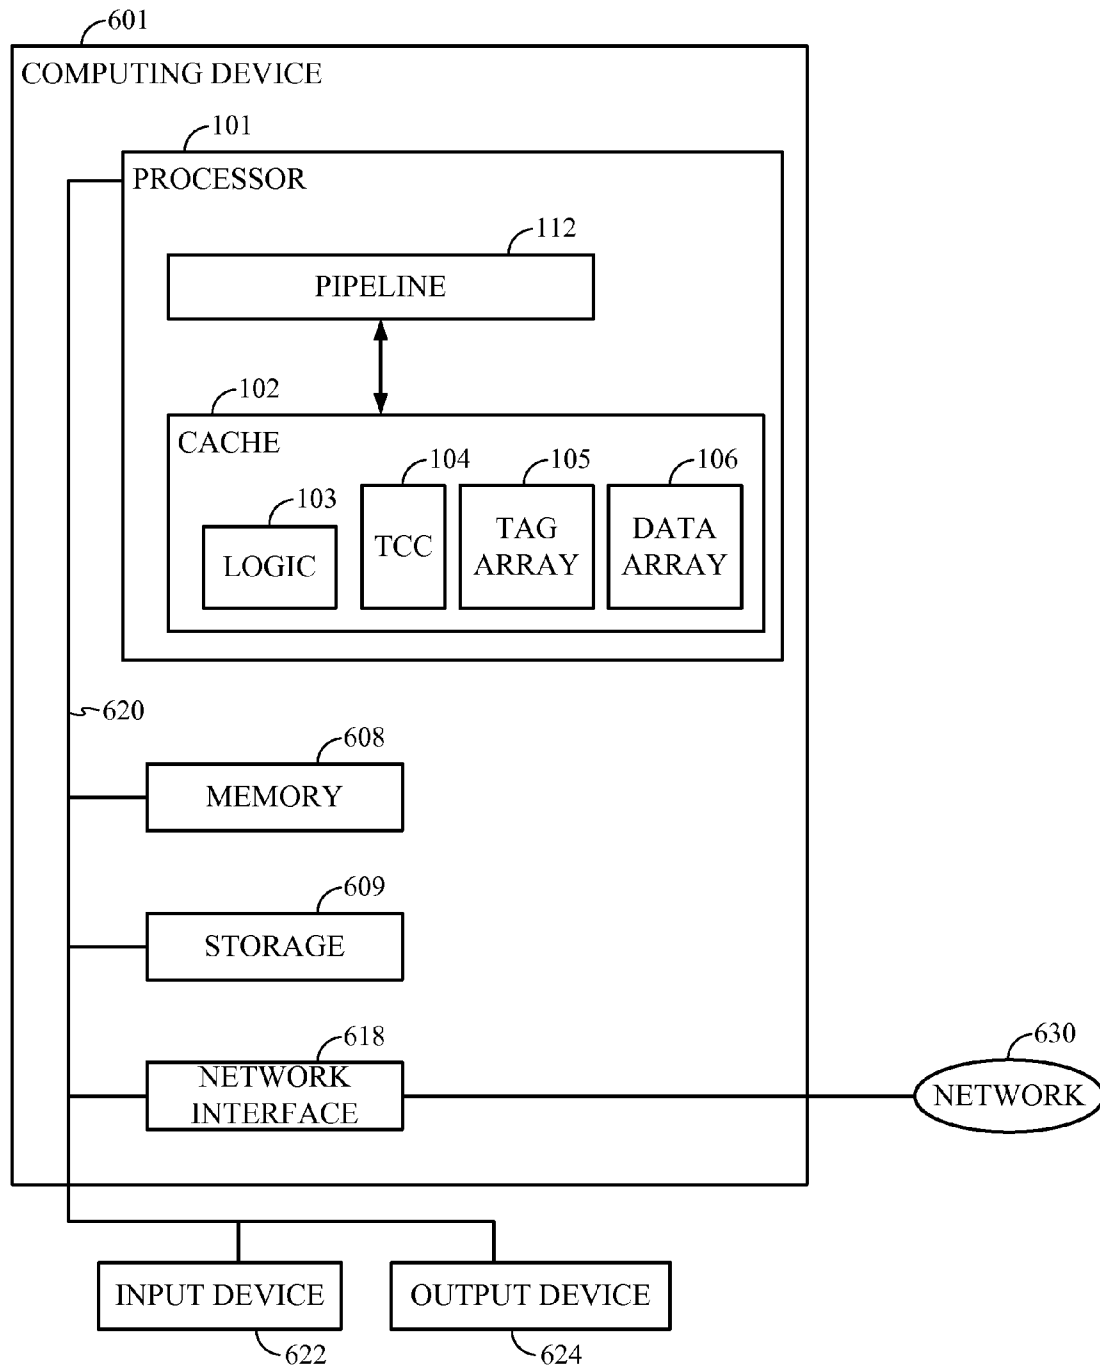 601
COMPUTING DEVICE
101
PROCESSOR
112
PIPELINE
102
CACHE
103
LOGIC
104
TCC
105
TAG
ARRAY
106
DATA
ARRAY
620
608
MEMORY
609
STORAGE
618
NETWORK
INTERFACE
630
NETWORK
INPUT DEVICE
622
OUTPUT DEVICE
624